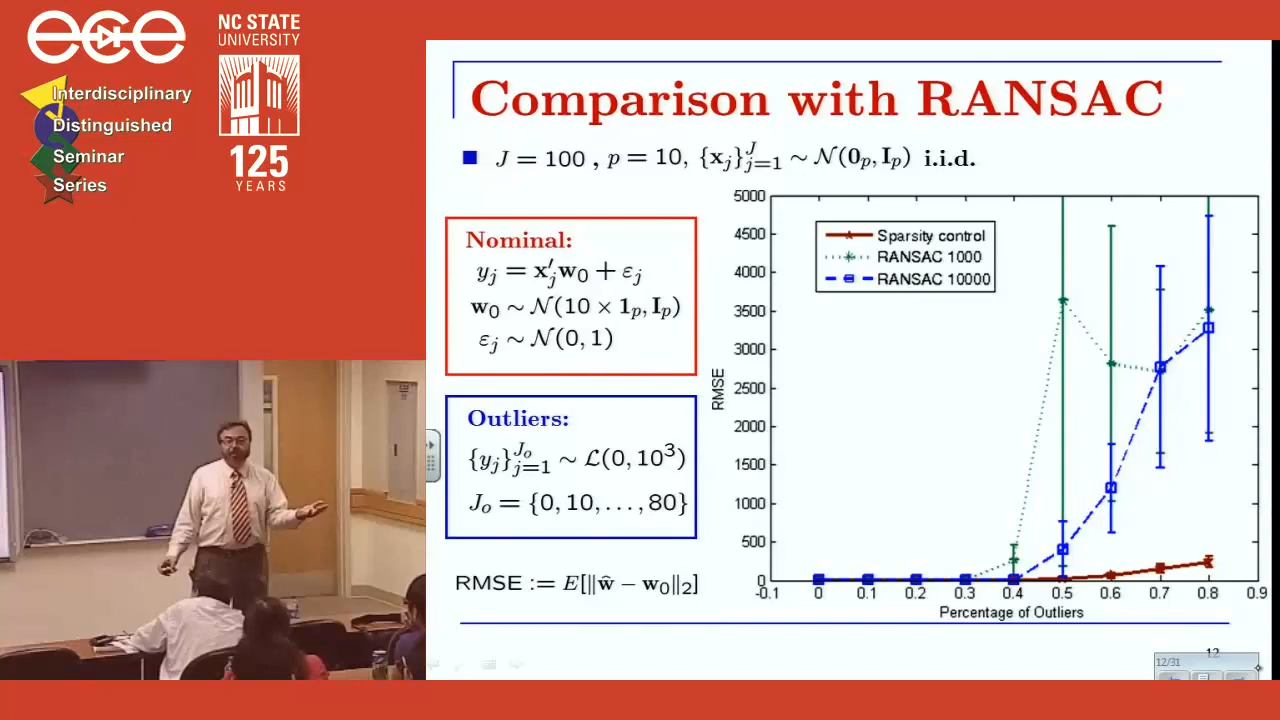 ece
NC STATE
UNIVERSITY
Interdisciplinary
Distinguished
Seminar
Series
125
YEARS
Comparison with RANSAC
J = 100 , p = 10, {x_j}_{j=1}^J ∼ N(0_p, I_p) i.i.d.
Nominal:
y_j = x′_j w_0 + ε_j
w_0 ∼ N(10 × 1_p, I_p)
ε_j ∼ N(0, 1)
Outliers:
{y_j}_{j=1}^{J_o} ∼ L(0, 10^3)
J_o = {0, 10, . . . , 80}
RMSE := E[‖ŵ − w_0‖_2]
Sparsity control
RANSAC 1000
RANSAC 10000
5000
4500
4000
3500
3000
2500
2000
1500
1000
500
0
RMSE
-0.1 0 0.1 0.2 0.3 0.4 0.5 0.6 0.7 0.8 0.9
Percentage of Outliers
12
12/31